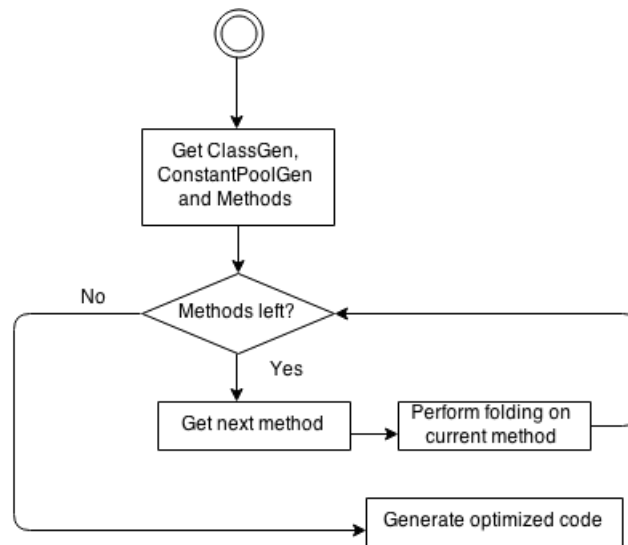 Get ClassGen,
ConstantPoolGen
and Methods
No
Methods left?
Yes
Get next method
Perform folding on
current method
Generate optimized code